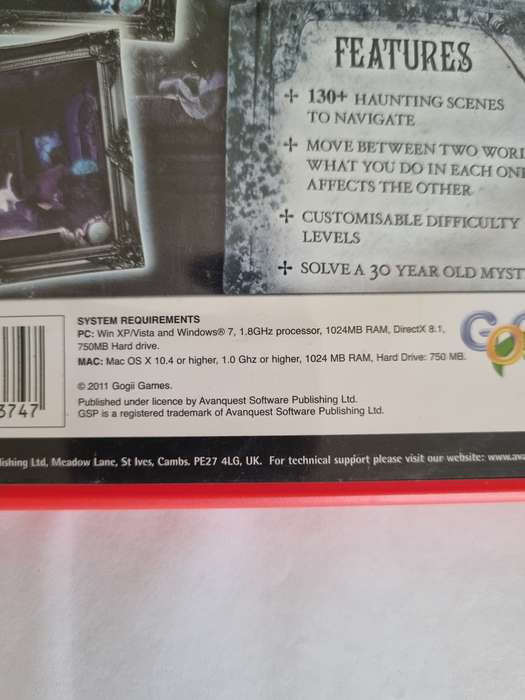 FEATURES
130+ HAUNTING SCENES
TO NAVIGATE
MOVE BETWEEN TWO
WHAT YOU DO IN EACH
AFFECTS THE OTHER
CUSTOMISABLE DIFFICULTY
LEVELS
SOLVE A 30 YEAR OLD
SYSTEM REQUIREMENTS
PC: Win XP/Vista and Windows® 7, 1.8GHz processor, 1024MB RAM, DirectX 8.1,
750MB Hard drive.
MAC: Mac OS X 10.4 or higher, 1.0 Ghz or higher, 1024 MB RAM, Hard Drive: 750 MB.
© 2011 Gogii Games.
Published under licence by Avanquest Software Publishing Ltd.
GSP is a registered trademark of Avanquest Software Publishing Ltd.
3747
Ltd, Meadow Lane, St Ives, Cambs. PE27 4LG, UK. For technical support please visit our website: